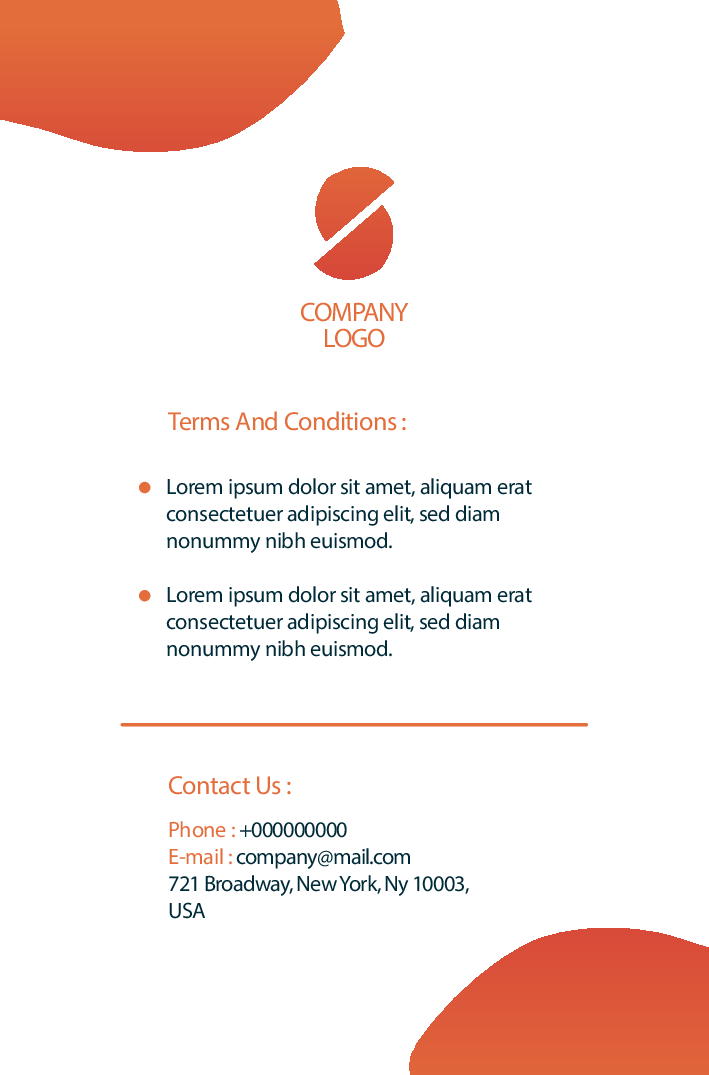 COMPANY
LOGO
Terms And Conditions :
Lorem ipsum dolor sit amet, aliquam erat
consectetuer adipiscing elit, sed diam
nonummy nibh euismod.
Lorem ipsum dolor sit amet, aliquam erat
consectetuer adipiscing elit, sed diam
nonummy nibh euismod.
Contact Us :
Phone : +000000000
E-mail : company@mail.com
721 Broadway, New York, Ny 10003,
USA